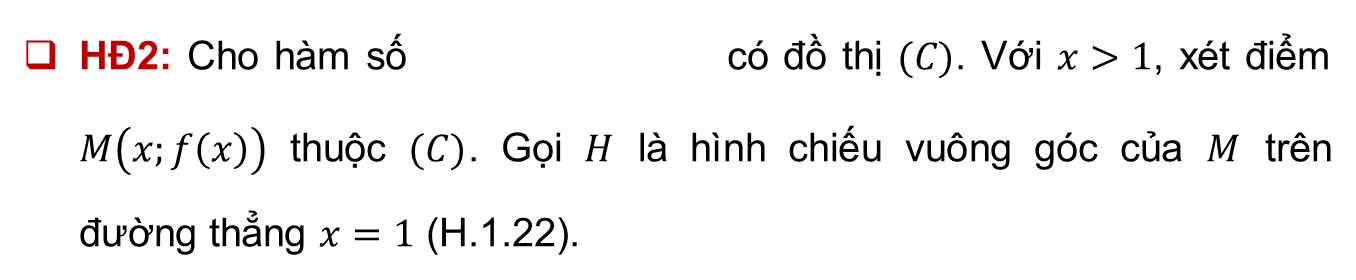 ❑ HĐ2: Cho hàm số có đồ thị (C). Với x > 1, xét điểm
M(x; f(x)) thuộc (C). Gọi H là hình chiếu vuông góc của M trên
đường thẳng x = 1 (H.1.22).